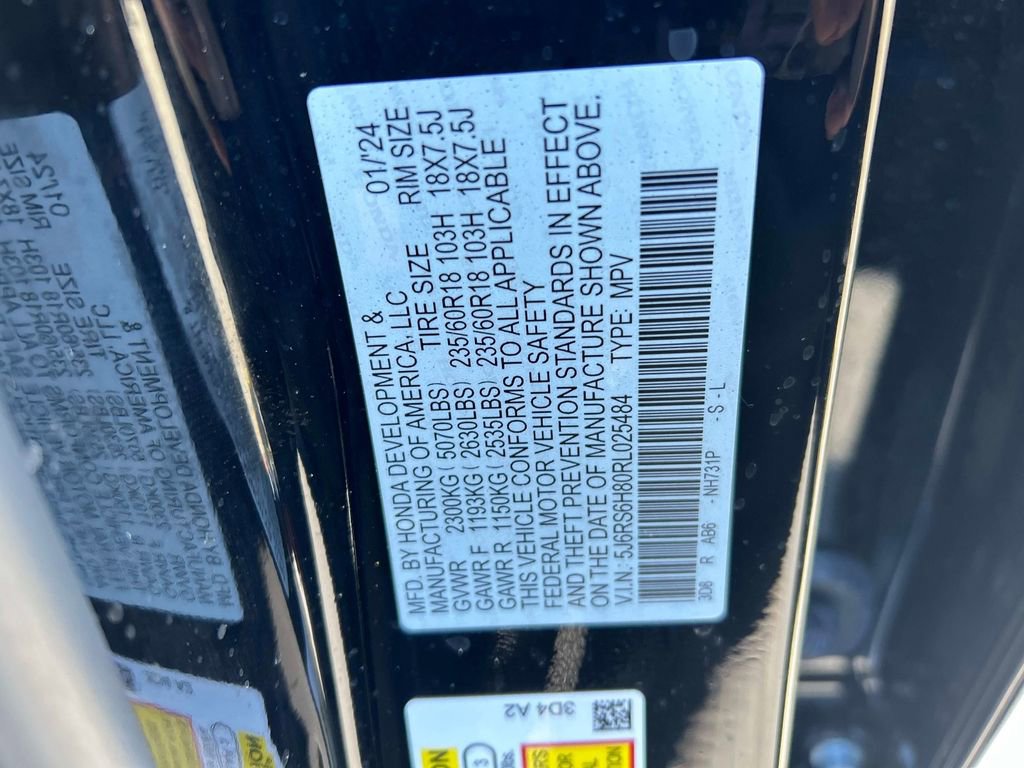 MFD. BY HONDA DEVELOPMENT & 01/'24
MANUFACTURING OF AMERICA, LLC RIM SIZE
TIRE SIZE
GVWR 2300KG (5070LBS) 235/60R18 103H 18X7.5J
GAWR F 1193KG (2630LBS) 235/60R18 103H 18X7.5J
GAWR R 1150KG (2535LBS)
THIS VEHICLE CONFORMS TO ALL APPLICABLE
FEDERAL MOTOR VEHICLE SAFETY
AND THEFT PREVENTION STANDARDS IN EFFECT
ON THE DATE OF MANUFACTURE SHOWN ABOVE.
V.I.N.: 5J6RS6H80RL025484 TYPE: MPV
3D8 R AB6 -NH731P -S-L
3D4 A2